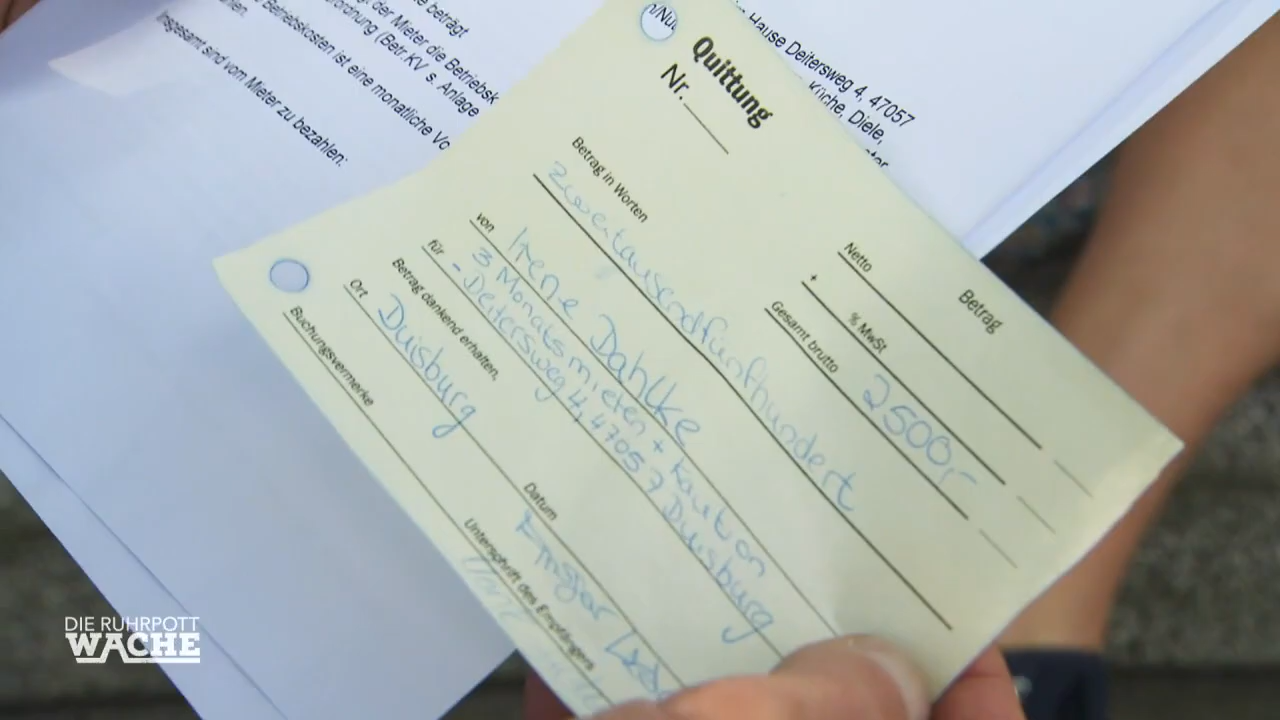 beträgt
der Mieter die Betriebsk
ordnung (Betr.KV s. Anlage
Betriebskosten ist eine monatliche Vo
Insgesamt sind vom Mieter zu bezahlen:
Hause Deitersweg 4, 47057
Küche, Diele,
Quittung
Nr.
Netto
Betrag
+ % MwSt
Gesamt brutto 2500,-
Betrag in Worten
zweitausendfünfhundert
von Irene Dahlke
für 3 Monatsmieten + Kaution
- Deitersweg 4, 47057 Duisburg
Betrag dankend erhalten,
Ort Duisburg
Datum
Buchungsvermerke
Unterschrift des Empfängers
DIE RUHRPOTT
WACHE